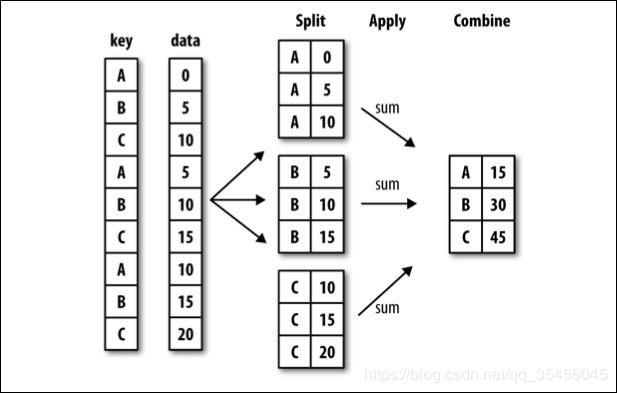 Split Apply Combine
key data
A 0
B 5
C 10
A 5
B 10
C 15
A 10
B 15
C 20
A 0
A 5
A 10
B 5
B 10
B 15
C 10
C 15
C 20
sum
sum
sum
A 15
B 30
C 45
https://blog.csdn.net/qq_35456045